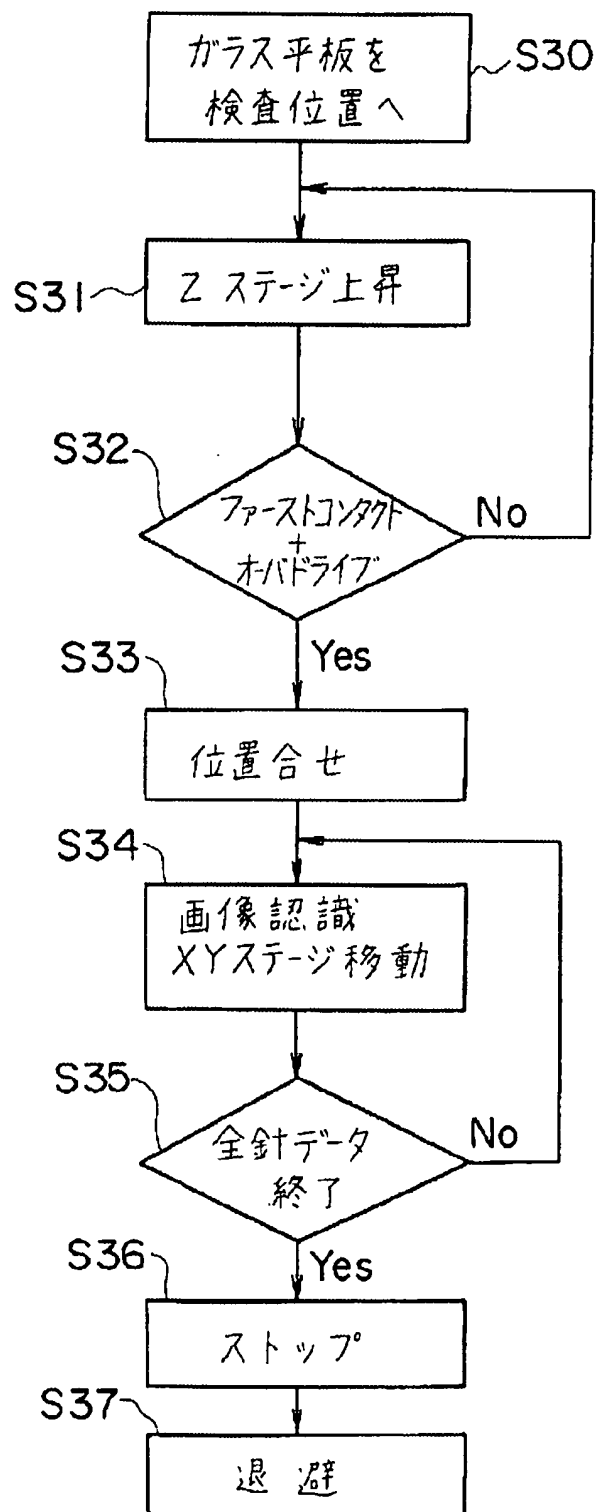 ガラス平板を
検査位置へ
S30
S31
Z ステージ上昇
S32
ファーストコンタクト
+
オーバドライブ
No
Yes
S33
位置合せ
S34
画像認識
XYステージ移動
S35
全針データ
終了
No
Yes
S36
ストップ
S37
退避